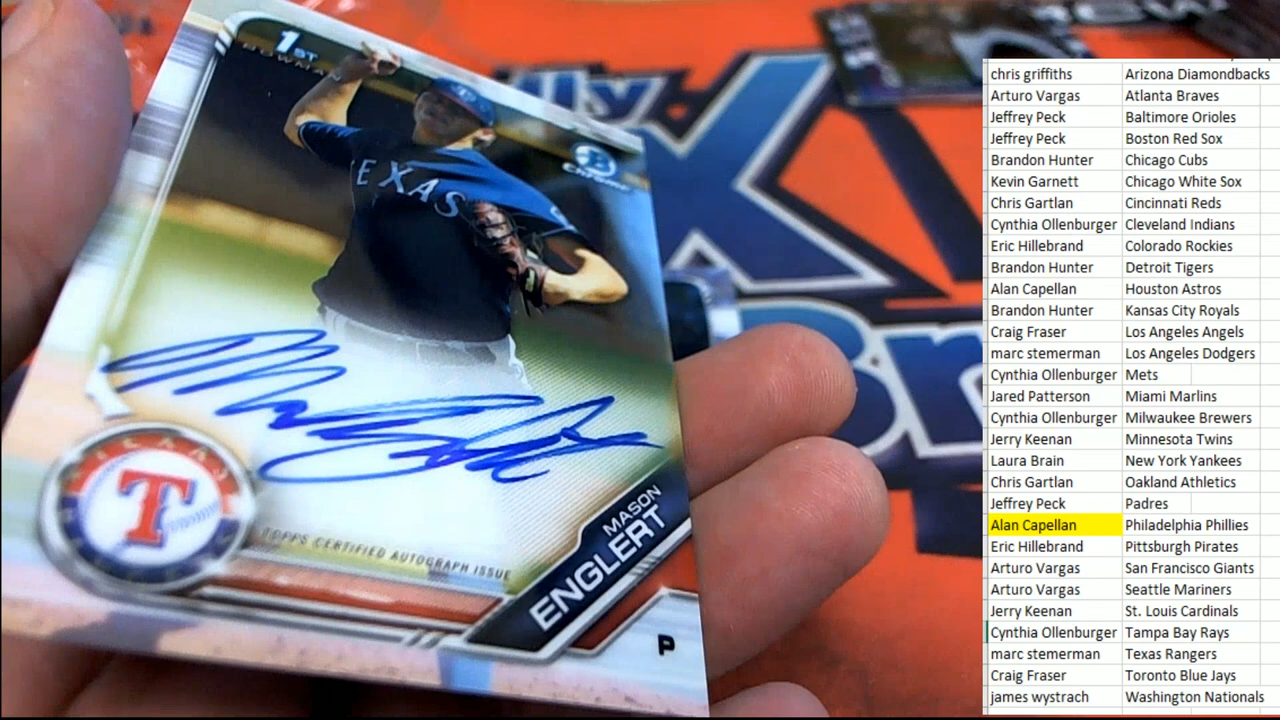 1ST
BOWMAN
Chrome
TEXAS
T
TOPPS CERTIFIED AUTOGRAPH ISSUE
MASON
ENGLERT
P
chris griffiths Arizona Diamondbacks
Arturo Vargas Atlanta Braves
Jeffrey Peck Baltimore Orioles
Jeffrey Peck Boston Red Sox
Brandon Hunter Chicago Cubs
Kevin Garnett Chicago White Sox
Chris Gartlan Cincinnati Reds
Cynthia Ollenburger Cleveland Indians
Eric Hillebrand Colorado Rockies
Brandon Hunter Detroit Tigers
Alan Capellan Houston Astros
Brandon Hunter Kansas City Royals
Craig Fraser Los Angeles Angels
marc stemerman Los Angeles Dodgers
Cynthia Ollenburger Mets
Jared Patterson Miami Marlins
Cynthia Ollenburger Milwaukee Brewers
Jerry Keenan Minnesota Twins
Laura Brain New York Yankees
Chris Gartlan Oakland Athletics
Jeffrey Peck Padres
Alan Capellan Philadelphia Phillies
Eric Hillebrand Pittsburgh Pirates
Arturo Vargas San Francisco Giants
Arturo Vargas Seattle Mariners
Jerry Keenan St. Louis Cardinals
Cynthia Ollenburger Tampa Bay Rays
marc stemerman Texas Rangers
Craig Fraser Toronto Blue Jays
james wystrach Washington Nationals